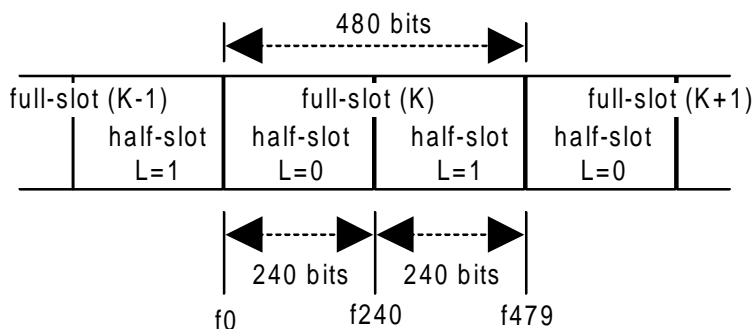 480 bits
full-slot (K-1) full-slot (K) full-slot (K+1)
half-slot half-slot half-slot half-slot
L=1 L=0 L=1 L=0
240 bits 240 bits
f0 f240 f479